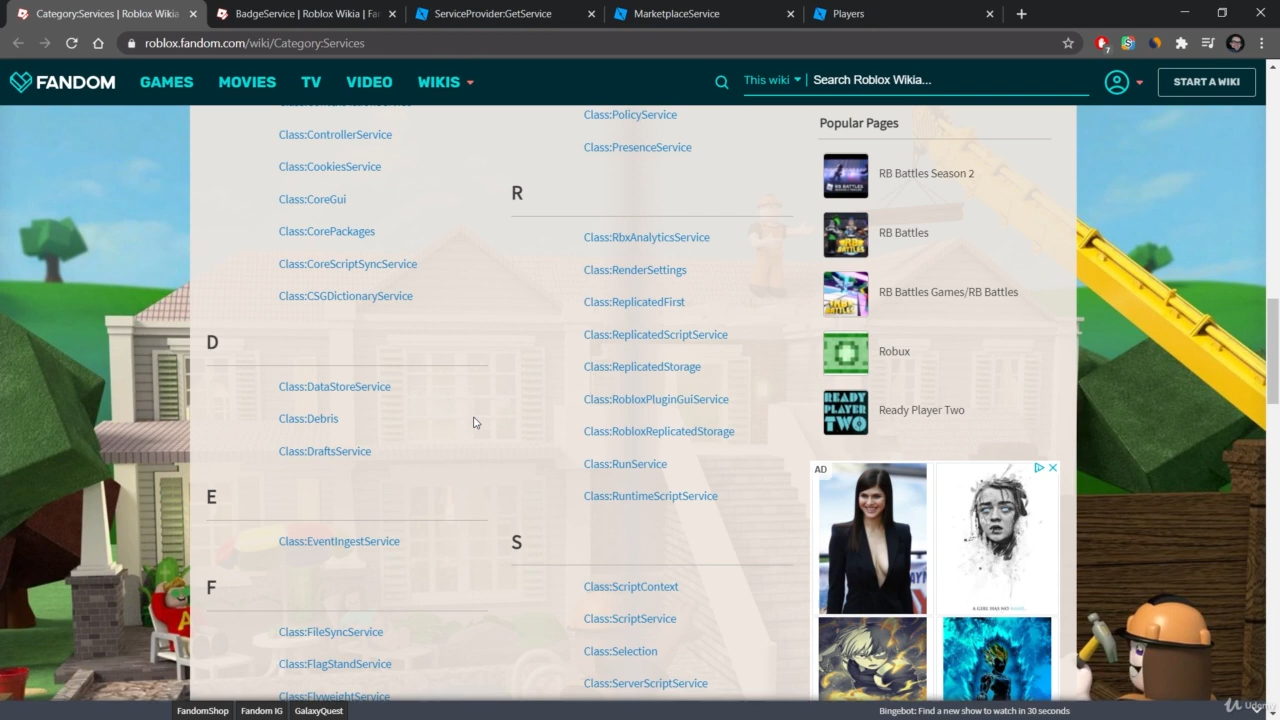 Category:Services | Roblox Wikia
BadgeService | Roblox Wikia | Fa
ServiceProvider:GetService
MarketplaceService
Players
roblox.fandom.com/wiki/Category:Services
7
FANDOM
GAMES
MOVIES
TV
VIDEO
WIKIS
This wiki
Search Roblox Wikia...
START A WIKI
Class:ControllerService
Class:CookiesService
Class:CoreGui
Class:CorePackages
Class:CoreScriptSyncService
Class:CSGDictionaryService
D
Class:DataStoreService
Class:Debris
Class:DraftsService
E
Class:EventIngestService
F
Class:FileSyncService
Class:FlagStandService
Class:FlyweightService
Class:PolicyService
Class:PresenceService
R
Class:RbxAnalyticsService
Class:RenderSettings
Class:ReplicatedFirst
Class:ReplicatedScriptService
Class:ReplicatedStorage
Class:RobloxPluginGuiService
Class:RobloxReplicatedStorage
Class:RunService
Class:RuntimeScriptService
S
Class:ScriptContext
Class:ScriptService
Class:Selection
Class:ServerScriptService
Popular Pages
RB Battles Season 2
RB Battles
RB Battles Games/RB Battles
Robux
READY
PLAYER
TWO
Ready Player Two
AD
A GIRL HAS NO NAME.
FandomShop
Fandom IG
GalaxyQuest
Bingebot: Find a new show to watch in 30 seconds
Udemy